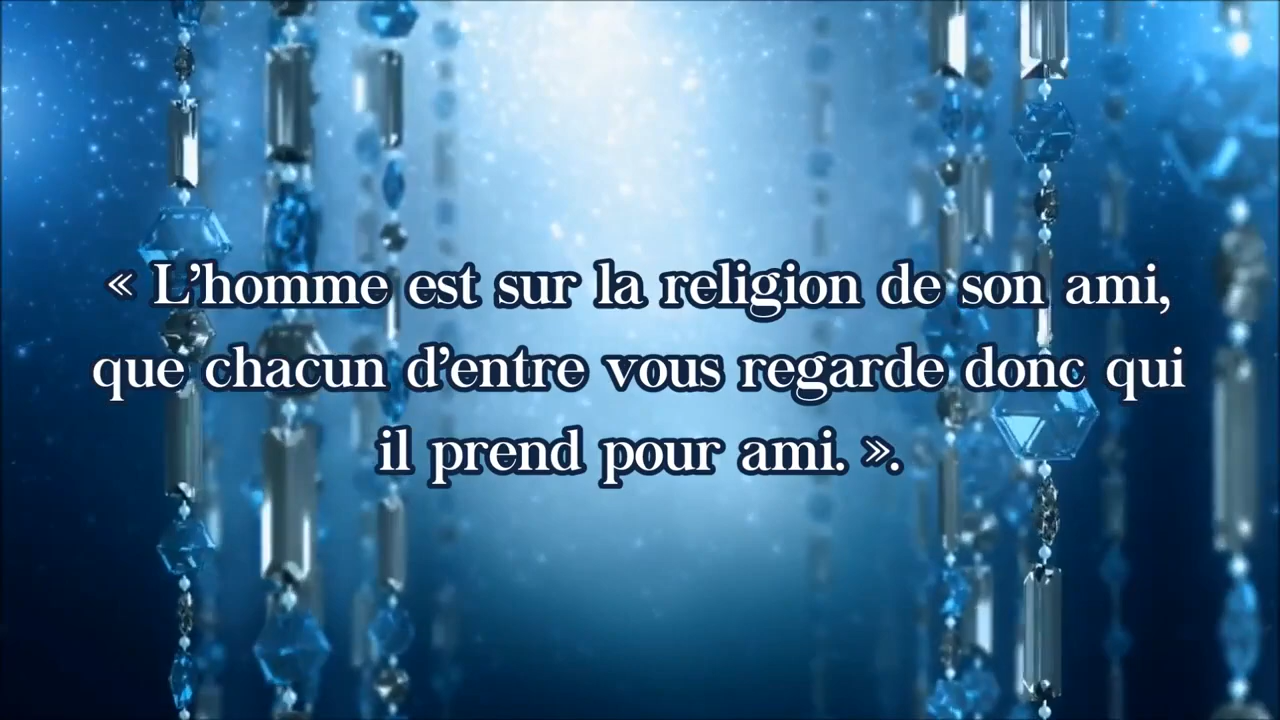 « L’homme est sur la religion de son ami,
que chacun d’entre vous regarde donc qui
il prend pour ami. ».